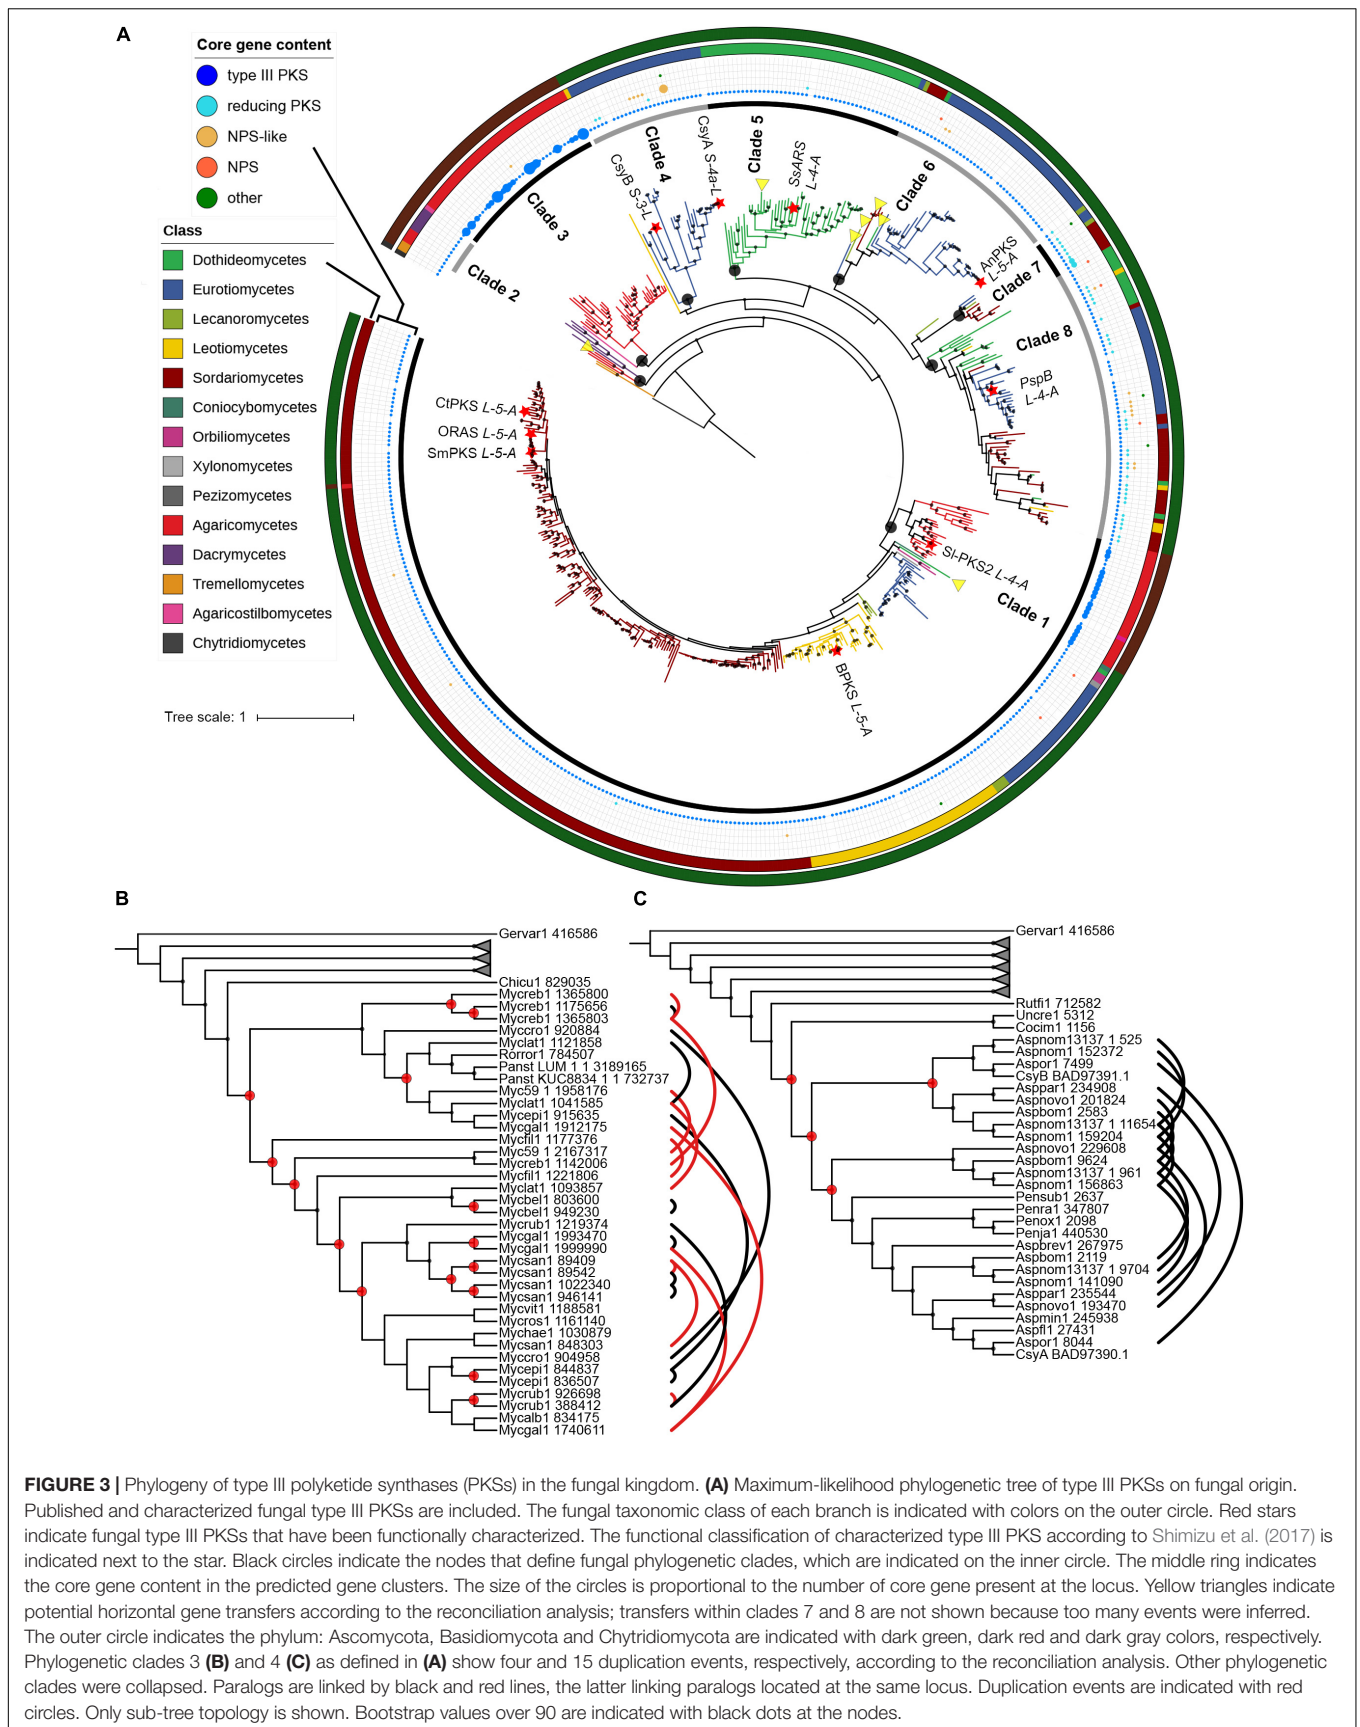 A
Core gene content
type III PKS
reducing PKS
NPS-like
NPS
other
Class
Dothideomycetes
Eurotiomycetes
Lecanoromycetes
Leotiomycetes
Sordariomycetes
Coniocybomycetes
Orbiliomycetes
Xylonomycetes
Pezizomycetes
Agaricomycetes
Dacrymycetes
Tremellomycetes
Agaricostilbomycetes
Chytridiomycetes
Tree scale: 1
Clade 2
Clade 3
Clade 4
CsyB S-3-L
CsyA S-4a-L
Clade 5
SsARS
L-4-A
Clade 6
AnPKS
L-5-A
Clade 7
Clade 8
PspB
L-4-A
CtPKS L-5-A
ORAS L-5-A
SmPKS L-5-A
Sl-PKS2 L-4-A
Clade 1
BPKS L-5-A
B
Gervar1 416586
Chicu1 829035
Mycreb1 1365800
Mycreb1 1175656
Mycreb1 1365803
Myccro1 920884
Myclat1 1121858
Rorror1 784507
Panst LUM 1 1 3189165
Panst KUC8834 1 1 732737
Myc59 1 1958176
Myclat1 1041585
Mycepi1 915635
Mycgal1 1912175
Mycfil1 1177376
Myc59 1 2167317
Mycreb1 1142006
Mycfil1 1221806
Myclat1 1093857
Mycbel1 803600
Mycbel1 949230
Mycrub1 1219374
Mycgal1 1993470
Mycgal1 1999990
Mycsan1 89409
Mycsan1 89542
Mycsan1 1022340
Mycsan1 946141
Mycvit1 1188581
Mycros1 1161140
Mychae1 1030879
Mycsan1 848303
Myccro1 904958
Mycepi1 844837
Mycepi1 836507
Mycrub1 926698
Mycrub1 388412
Mycalb1 834175
Mycgal1 1740611
C
Gervar1 416586
Rutfi1 712582
Uncre1 5312
Cocim1 1156
Aspnom13137 1 525
Aspnom1 152372
Aspor1 7499
CsyB BAD97391.1
Asppar1 234908
Aspnovo1 201824
Aspbom1 2583
Aspnom13137 1 11654
Aspnom1 159204
Aspnovo1 229608
Aspbom1 9624
Aspnom13137 1 961
Aspnom1 156863
Pensub1 2637
Penra1 347807
Penox1 2098
Penja1 440530
Aspbrev1 267975
Aspbom1 2119
Aspnom13137 1 9704
Aspnom1 141090
Asppar1 235544
Aspnovo1 193470
Aspmin1 245938
Aspfl1 27431
Aspor1 8044
CsyA BAD97390.1
FIGURE 3 | Phylogeny of type III polyketide synthases (PKSs) in the fungal kingdom. (A) Maximum-likelihood phylogenetic tree of type III PKSs on fungal origin.
Published and characterized fungal type III PKSs are included. The fungal taxonomic class of each branch is indicated with colors on the outer circle. Red stars
indicate fungal type III PKSs that have been functionally characterized. The functional classification of characterized type III PKS according to Shimizu et al. (2017) is
indicated next to the star. Black circles indicate the nodes that define fungal phylogenetic clades, which are indicated on the inner circle. The middle ring indicates
the core gene content in the predicted gene clusters. The size of the circles is proportional to the number of core gene present at the locus. Yellow triangles indicate
potential horizontal gene transfers according to the reconciliation analysis; transfers within clades 7 and 8 are not shown because too many events were inferred.
The outer circle indicates the phylum: Ascomycota, Basidiomycota and Chytridiomycota are indicated with dark green, dark red and dark gray colors, respectively.
Phylogenetic clades 3 (B) and 4 (C) as defined in (A) show four and 15 duplication events, respectively, according to the reconciliation analysis. Other phylogenetic
clades were collapsed. Paralogs are linked by black and red lines, the latter linking paralogs located at the same locus. Duplication events are indicated with red
circles. Only sub-tree topology is shown. Bootstrap values over 90 are indicated with black dots at the nodes.